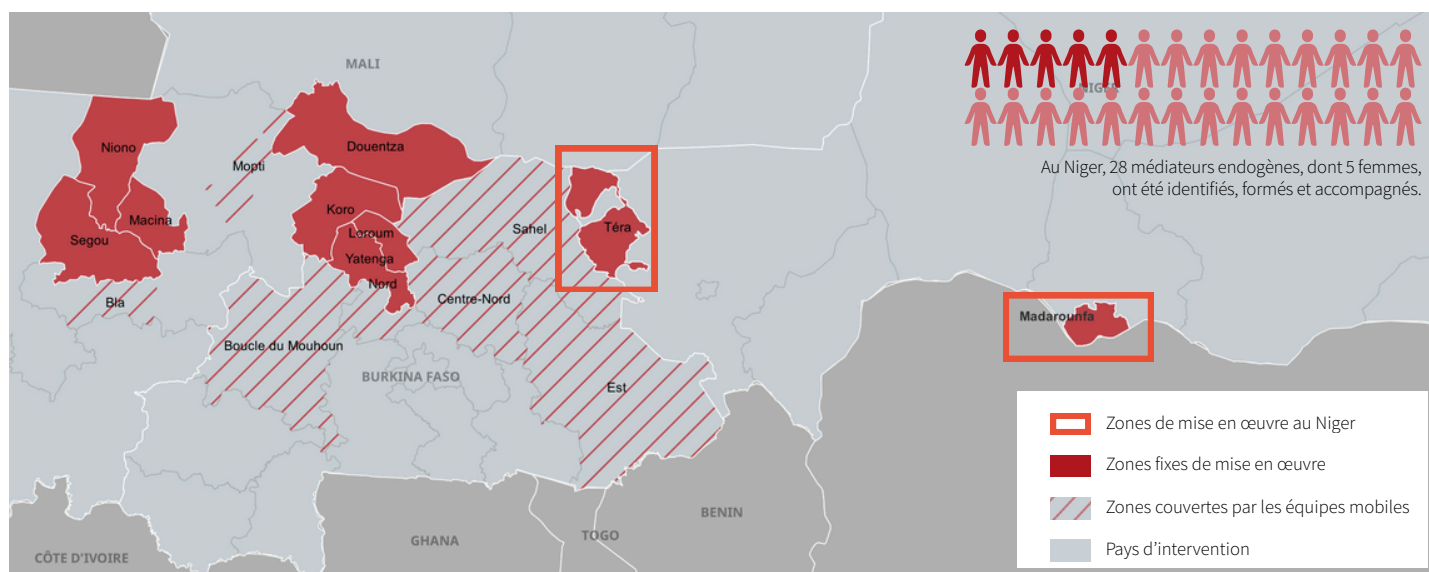 MALI
NIGER
Au Niger, 28 médiateurs endogènes, dont 5 femmes,
ont été identifiés, formés et accompagnés.
Niono
Douentza
Mopti
Koro
Macina
Segou
Leroum
Sahel
Téra
Yatenga
Nord
Bla
Centre-Nord
Madarounfa
Boucle du Mouhoun
BURKINA FASO
Est
Zones de mise en œuvre au Niger
Zones fixes de mise en œuvre
Zones couvertes par les équipes mobiles
Pays d’intervention
BENIN
TOGO
GHANA
CÔTE D'IVOIRE